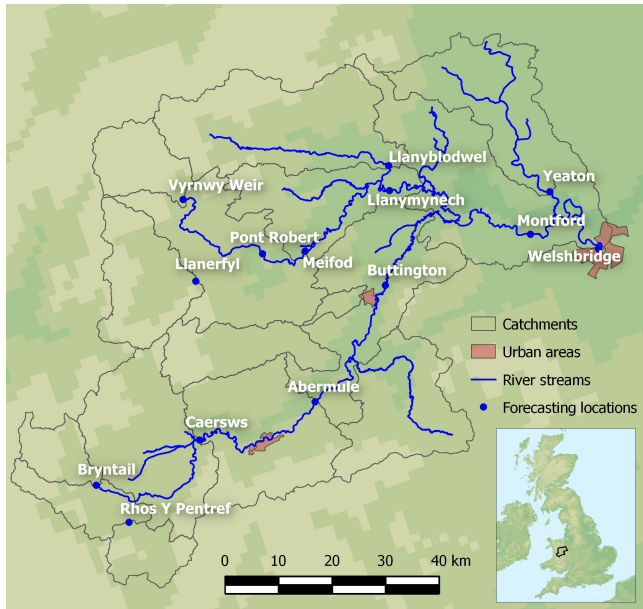 Llanyblodwel
Yeaton
Vyrnwy Weir
Llanymynech
Montford
Pont Robert
Welshbridge
Meifod
Llanerfyl
Buttington
Catchments
Urban areas
River streams
Abermule
Forecasting locations
Caersws
Bryntail
Rhos Y Pentref
0 10 20 30 40 km